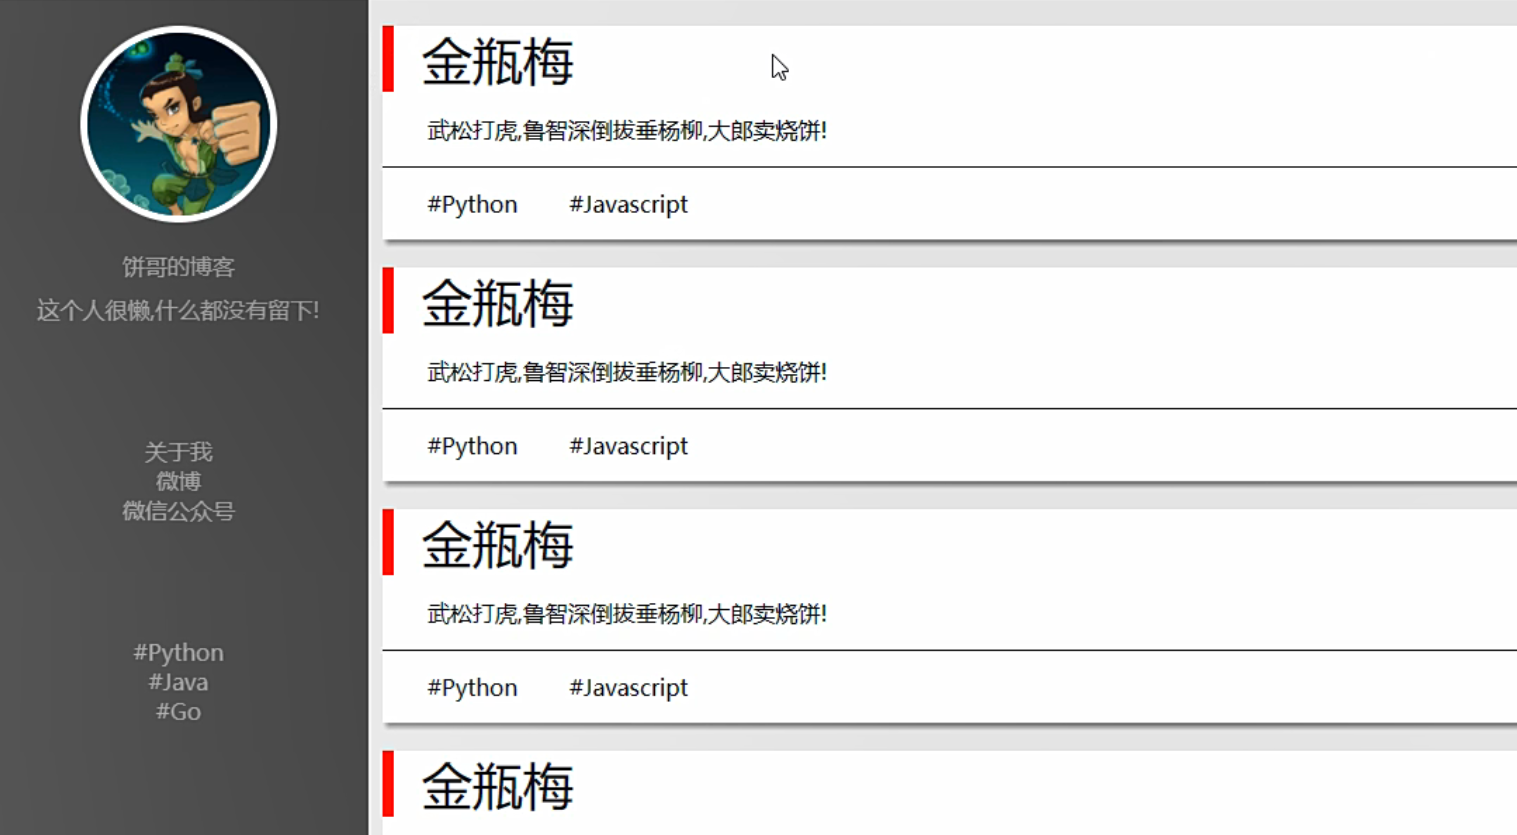 饼哥的博客
这个人很懒,什么都没有留下!
关于我
微博
微信公众号
#Python
#Java
#Go
金瓶梅
武松打虎,鲁智深倒拔垂杨柳,大郎卖烧饼!
#Python #Javascript
金瓶梅
武松打虎,鲁智深倒拔垂杨柳,大郎卖烧饼!
#Python #Javascript
金瓶梅
武松打虎,鲁智深倒拔垂杨柳,大郎卖烧饼!
#Python #Javascript
金瓶梅